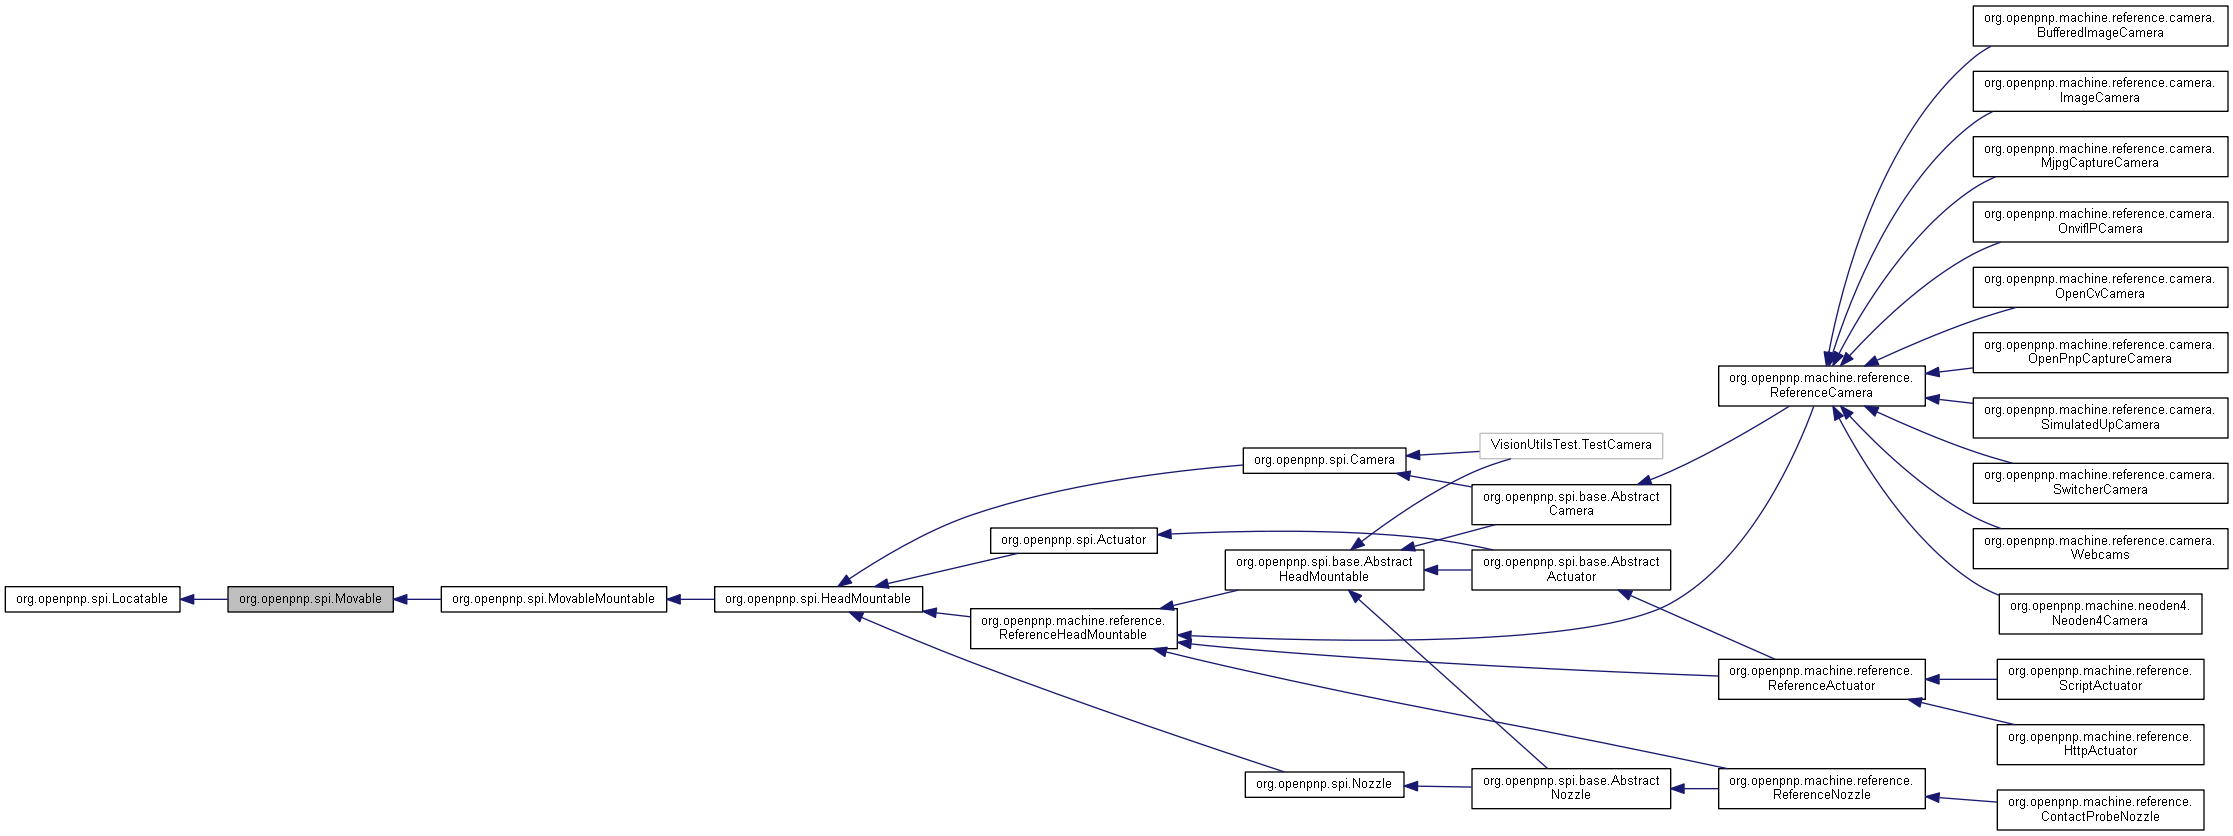 org.openpnp.spi.Locatable
org.openpnp.spi.Movable
org.openpnp.spi.MovableMountable
org.openpnp.spi.HeadMountable
org.openpnp.spi.Camera
org.openpnp.spi.Actuator
org.openpnp.machine.reference.
ReferenceHeadMountable
org.openpnp.spi.Nozzle
org.openpnp.spi.base.Abstract
HeadMountable
VisionUtilsTest.TestCamera
org.openpnp.spi.base.Abstract
Camera
org.openpnp.spi.base.Abstract
Actuator
org.openpnp.spi.base.Abstract
Nozzle
org.openpnp.machine.reference.
ReferenceCamera
org.openpnp.machine.reference.
ReferenceActuator
org.openpnp.machine.reference.
ReferenceNozzle
org.openpnp.machine.reference.camera.
BufferedImageCamera
org.openpnp.machine.reference.camera.
ImageCamera
org.openpnp.machine.reference.camera.
MjpgCaptureCamera
org.openpnp.machine.reference.camera.
OnvifIPCamera
org.openpnp.machine.reference.camera.
OpenCvCamera
org.openpnp.machine.reference.camera.
OpenPnpCaptureCamera
org.openpnp.machine.reference.camera.
SimulatedUpCamera
org.openpnp.machine.reference.camera.
SwitcherCamera
org.openpnp.machine.reference.camera.
Webcams
org.openpnp.machine.neoden4.
Neoden4Camera
org.openpnp.machine.reference.
ScriptActuator
org.openpnp.machine.reference.
HttpActuator
org.openpnp.machine.reference.
ContactProbeNozzle